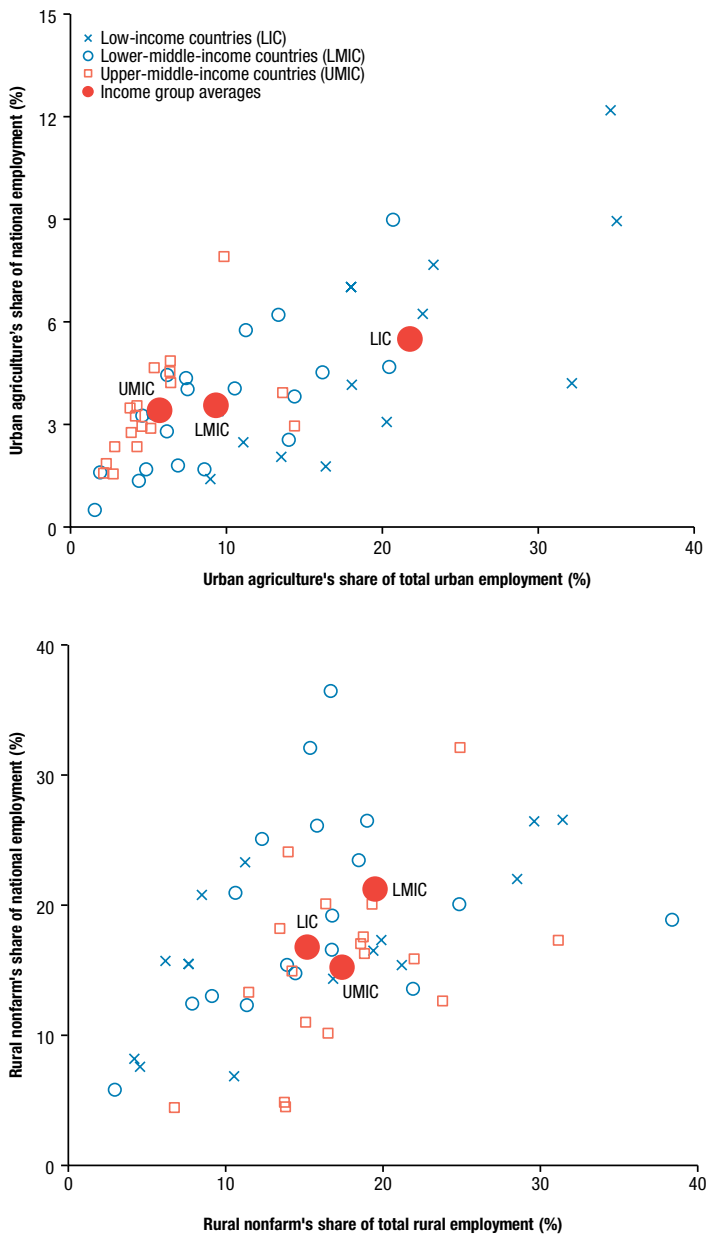 15
Low-income countries (LIC)
Lower-middle-income countries (LMIC)
Upper-middle-income countries (UMIC)
Income group averages
12
9
6
3
0
LIC
UMIC
LMIC
0 10 20 30 40
Urban agriculture's share of national employment (%)
Urban agriculture's share of total urban employment (%)
40
30
20
10
0
LMIC
LIC
UMIC
0 10 20 30 40
Rural nonfarm's share of national employment (%)
Rural nonfarm's share of total rural employment (%)